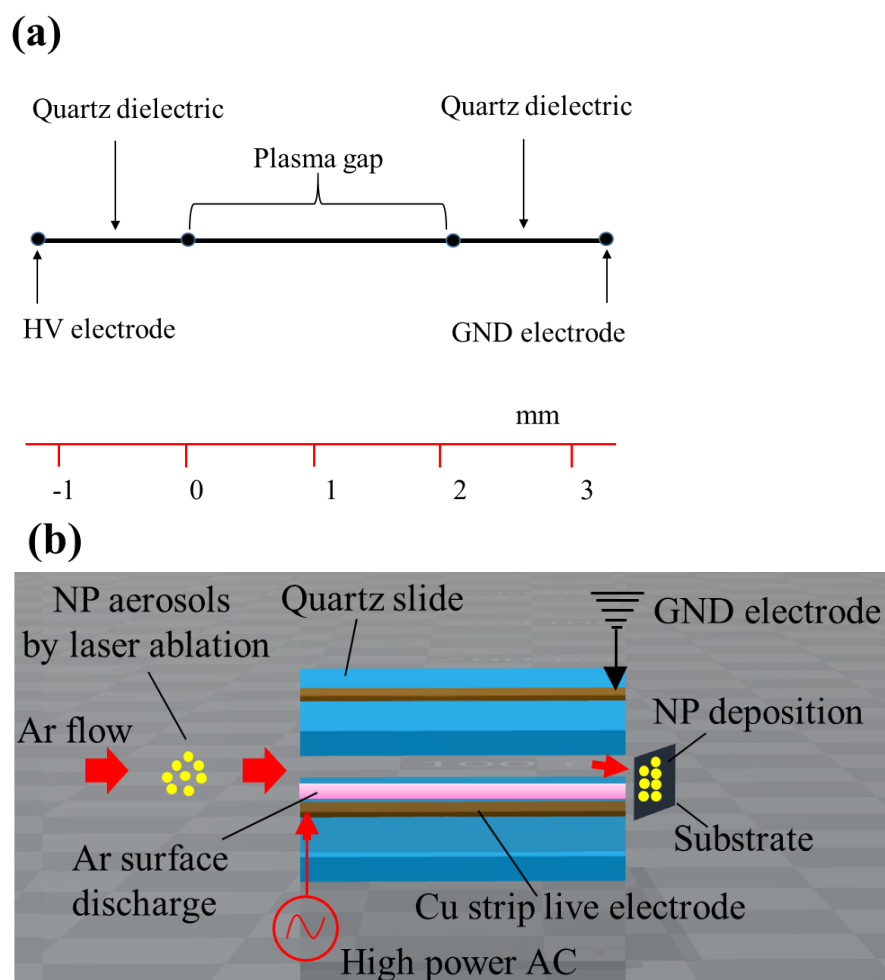 (a)
Quartz dielectric
Quartz dielectric
Plasma gap
HV electrode
GND electrode
mm
-1 0 1 2 3
(b)
NP aerosols
by laser ablation
Quartz slide
GND electrode
Ar flow
NP deposition
Ar surface
discharge
Substrate
Cu strip live electrode
High power AC